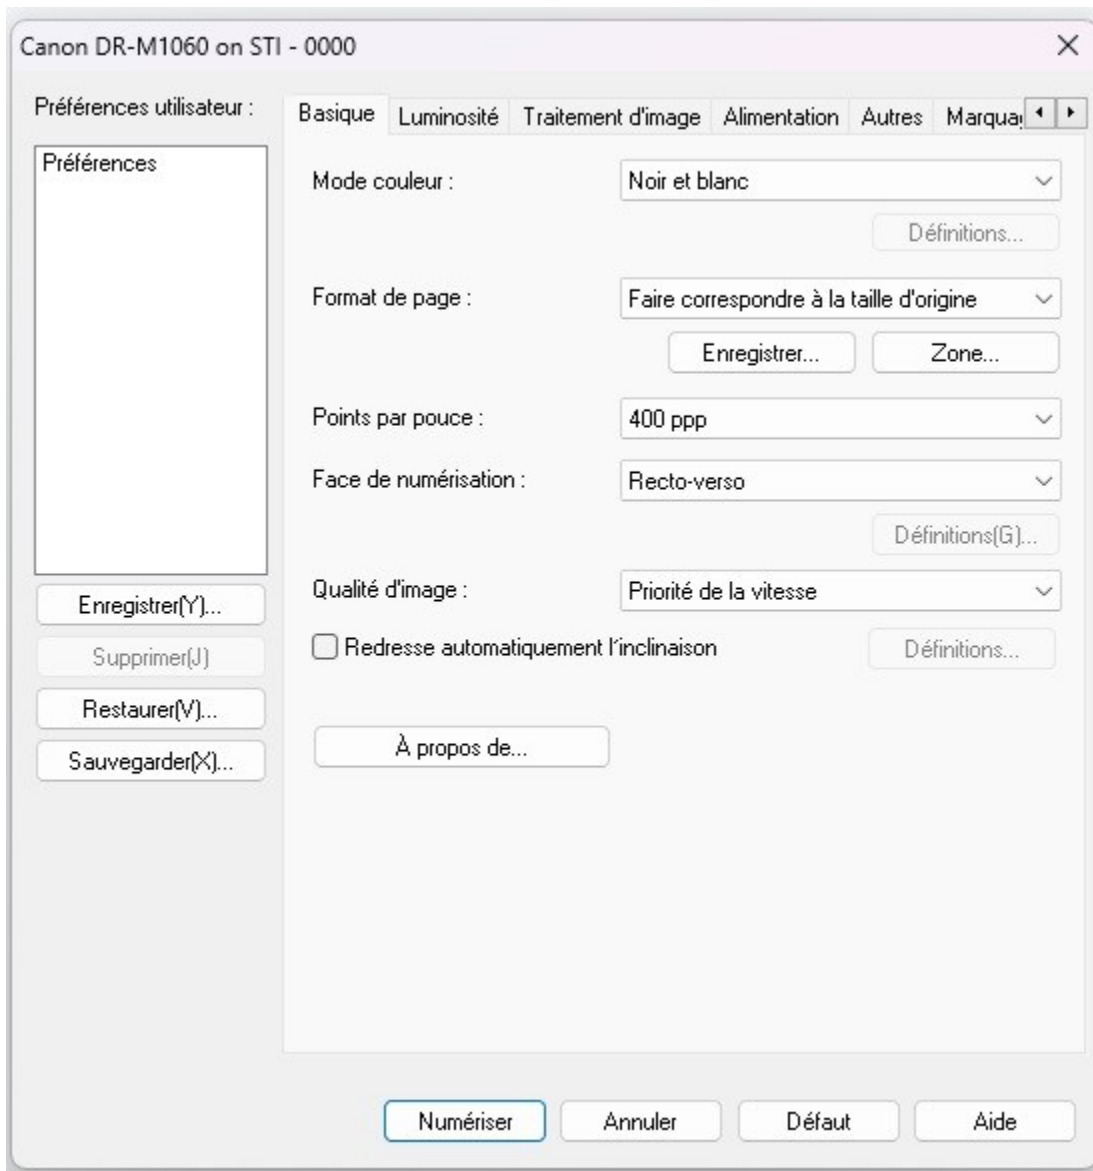 Canon DR-M1060 on STI - 0000
Préférences utilisateur :
Préférences
Enregistrer(Y)...
Supprimer(J)
Restaurer(V)...
Sauvegarder(X)...
Basique Luminosité Traitement d'image Alimentation Autres Marquag
Mode couleur : Noir et blanc
Définitions...
Format de page : Faire correspondre à la taille d'origine
Enregistrer... Zone...
Points par pouce : 400 ppp
Face de numérisation : Recto-verso
Définitions(G)...
Qualité d'image : Priorité de la vitesse
Redresse automatiquement l'inclinaison Définitions...
À propos de...
Numériser Annuler Défaut Aide